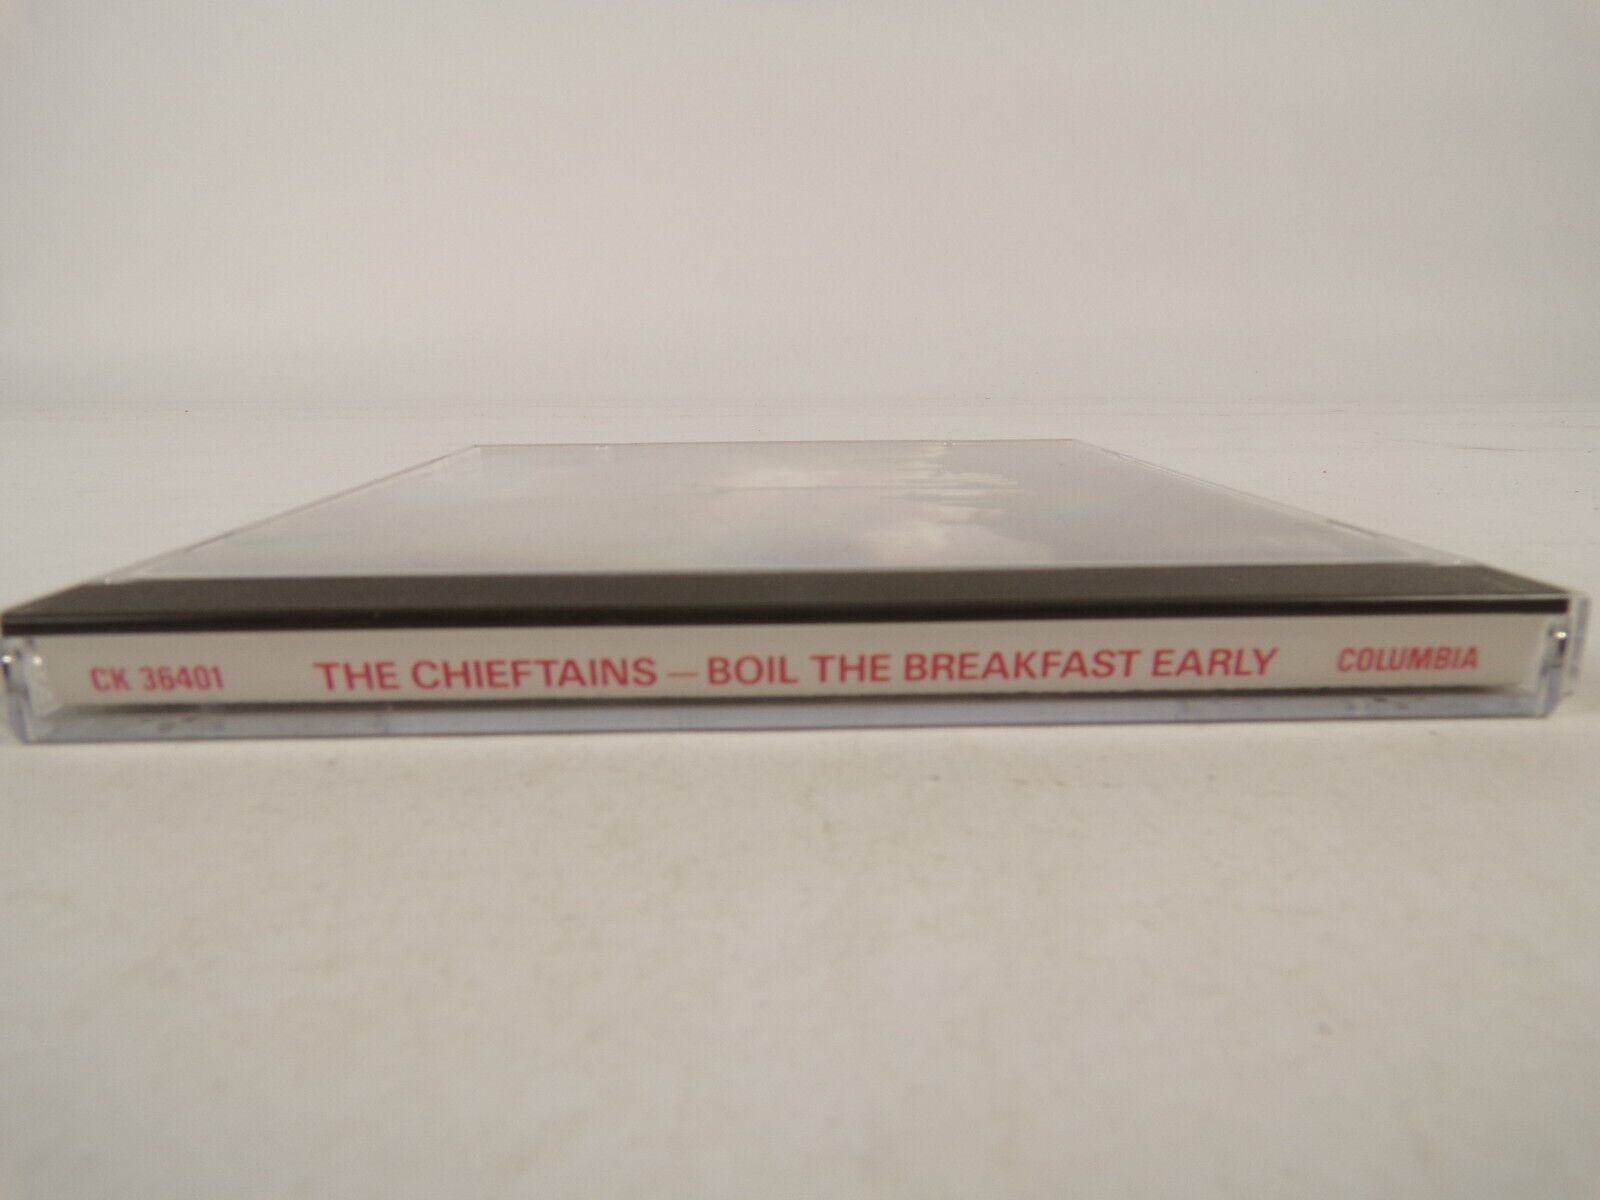 CK 36401 THE CHIEFTAINS — BOIL THE BREAKFAST EARLY COLUMBIA